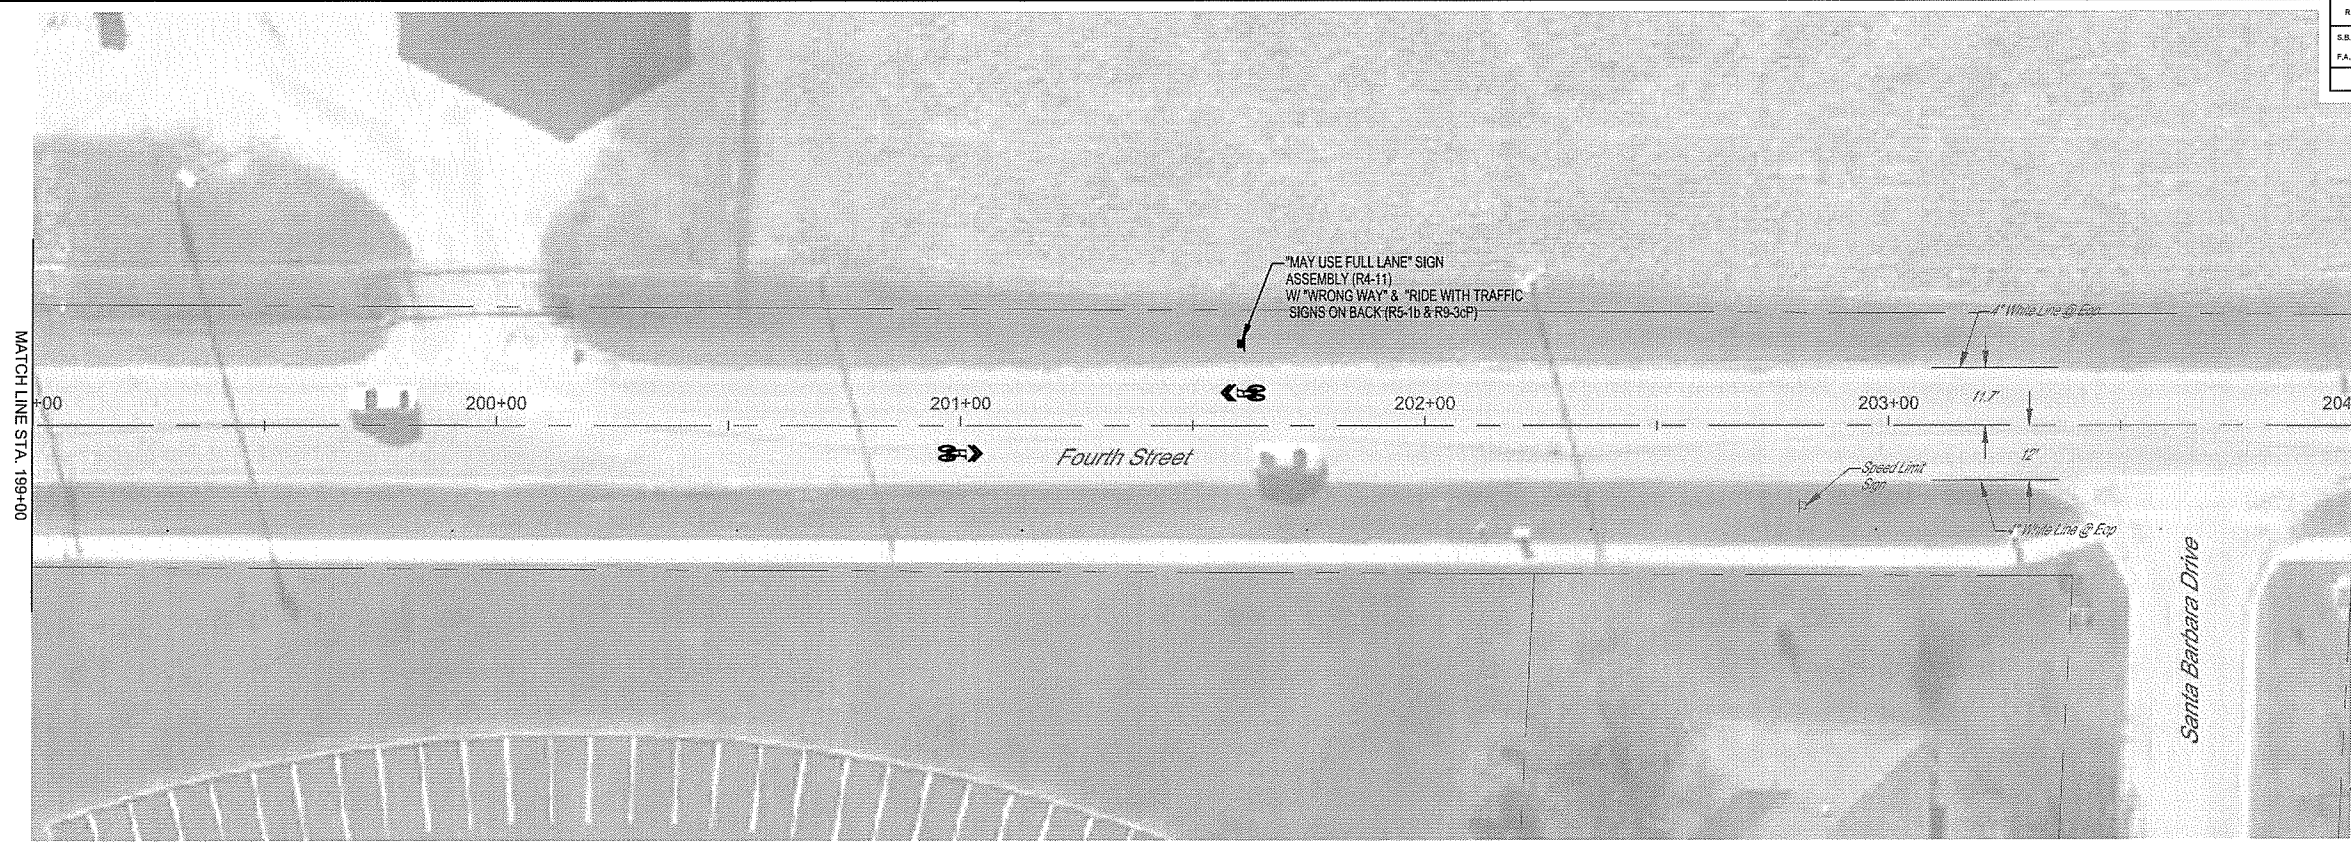 R
S.B.
F.A.
"MAY USE FULL LANE" SIGN
ASSEMBLY (R4-11)
W/ "WRONG WAY" & "RIDE WITH TRAFFIC
SIGNS ON BACK (R5-1b & R9-3cP)
4" White Line @ Eop
MATCH LINE STA. 199+00
+00
200+00
201+00
202+00
203+00
204
11.7'
12'
Fourth Street
Speed Limit
Sign
4" White Line @ Eop
Santa Barbara Drive